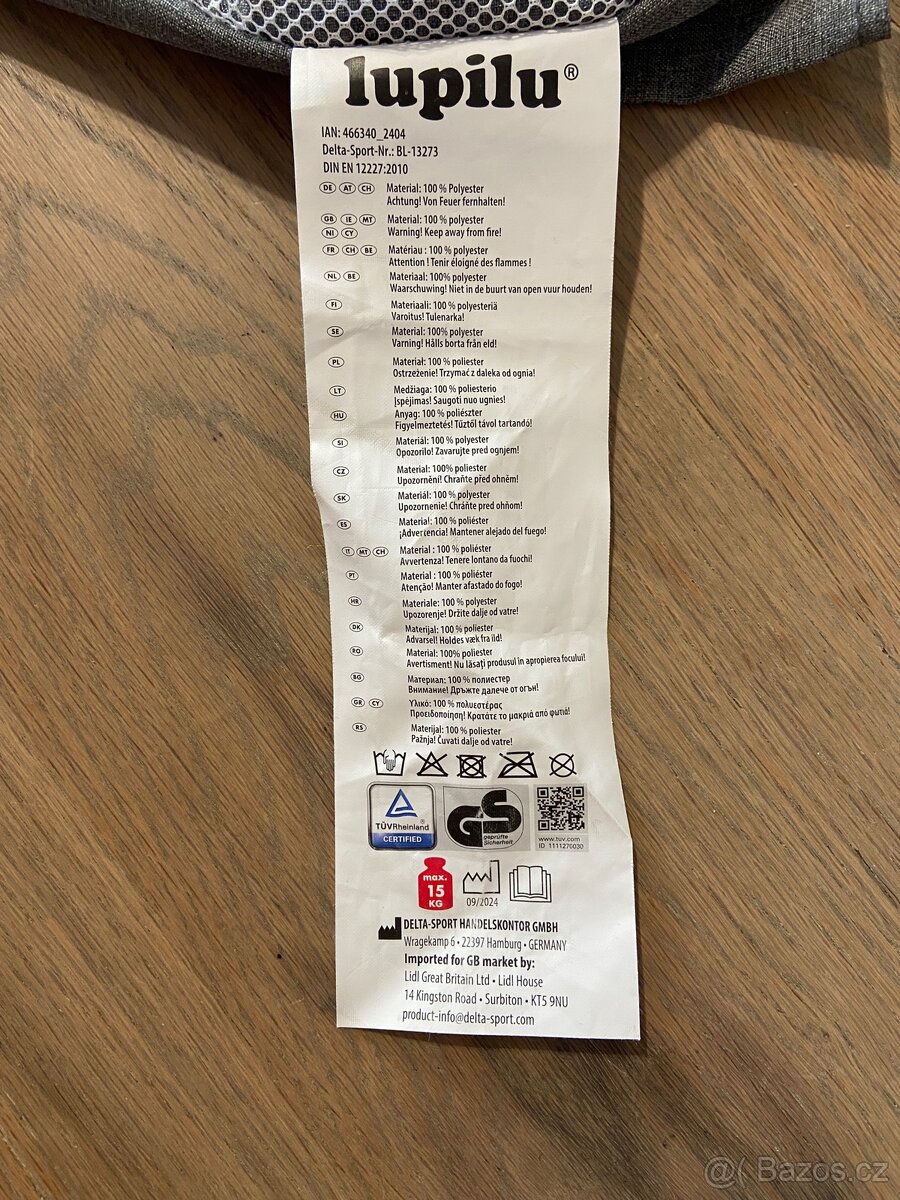 lupilu®
IAN: 466340_2404
Delta-Sport-Nr.: BL-13273
DIN EN 12227:2010
DE AT CH Material: 100 % Polyester
Achtung! Von Feuer fernhalten!
GB IE MT Material: 100 % polyester
NI CY Warning! Keep away from fire!
FR CH BE Matériau : 100 % polyester
Attention ! Tenir éloigné des flammes !
NL BE Materiaal: 100% polyester
Waarschuwing! Niet in de buurt van open vuur houden!
FI Materiaali: 100 % polyesteriä
Varoitus! Tulenarka!
SE Material: 100% polyester
Varning! Hålls borta från eld!
PL Materiał: 100 % poliester
Ostrzeżenie! Trzymać z daleka od ognia!
LT Medžiaga: 100 % poliesterio
Įspėjimas! Saugoti nuo ugnies!
HU Anyag: 100 % poliészter
Figyelmeztetés! Tűztől távol tartandó!
SI Materiál: 100 % polyester
Opozorilo! Zavarujte pred ognjem!
CZ Material: 100% poliester
Upozornění! Chraňte před ohněm!
SK Materiál: 100 % polyester
Upozornenie! Chráňte pred ohňom!
ES Material: 100 % poliéster
¡Advertencia! Mantener alejado del fuego!
IT MT CH Material : 100 % poliéster
Avvertenza! Tenere lontano da fuochi!
PT Material : 100 % poliéster
Atenção! Manter afastado do fogo!
HR Materiale: 100 % polyester
Upozorenje! Držite dalje od vatre!
DK Materijal: 100 % poliester
Advarsel! Holdes væk fra ild!
RO Material: 100% poliester
Avertisment! Nu lăsați produsul în apropierea focului!
BG Материал: 100 % полиестер
Внимание! Дръжте далече от огън!
GR CY Υλικό: 100 % πολυεστέρας
Προειδοποίηση! Κρατάτε το μακριά από φωτιά!
RS Materijal: 100 % poliester
Pažnja! Čuvati dalje od vatre!
TÜVRheinland®
CERTIFIED
GS
geprüfte
Sicherheit
www.tuv.com
ID 1111270030
max.
15
KG
09/2024
DELTA-SPORT HANDELSKONTOR GMBH
Wragekamp 6 • 22397 Hamburg • GERMANY
Imported for GB market by:
Lidl Great Britain Ltd • Lidl House
14 Kingston Road • Surbiton • KT5 9NU
product-info@delta-sport.com
@( Bazos.cz